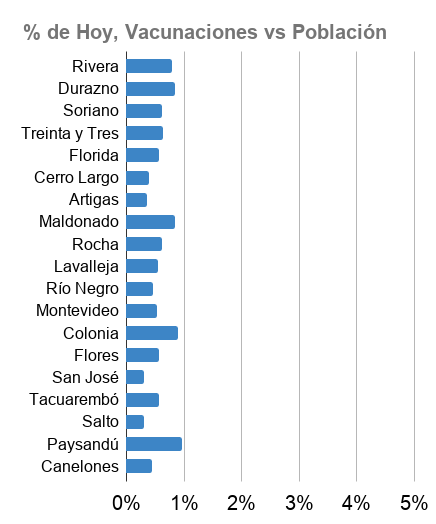 % de Hoy, Vacunaciones vs Población
Rivera
Durazno
Soriano
Treinta y Tres
Florida
Cerro Largo
Artigas
Maldonado
Rocha
Lavalleja
Río Negro
Montevideo
Colonia
Flores
San José
Tacuarembó
Salto
Paysandú
Canelones
0% 1% 2% 3% 4% 5%